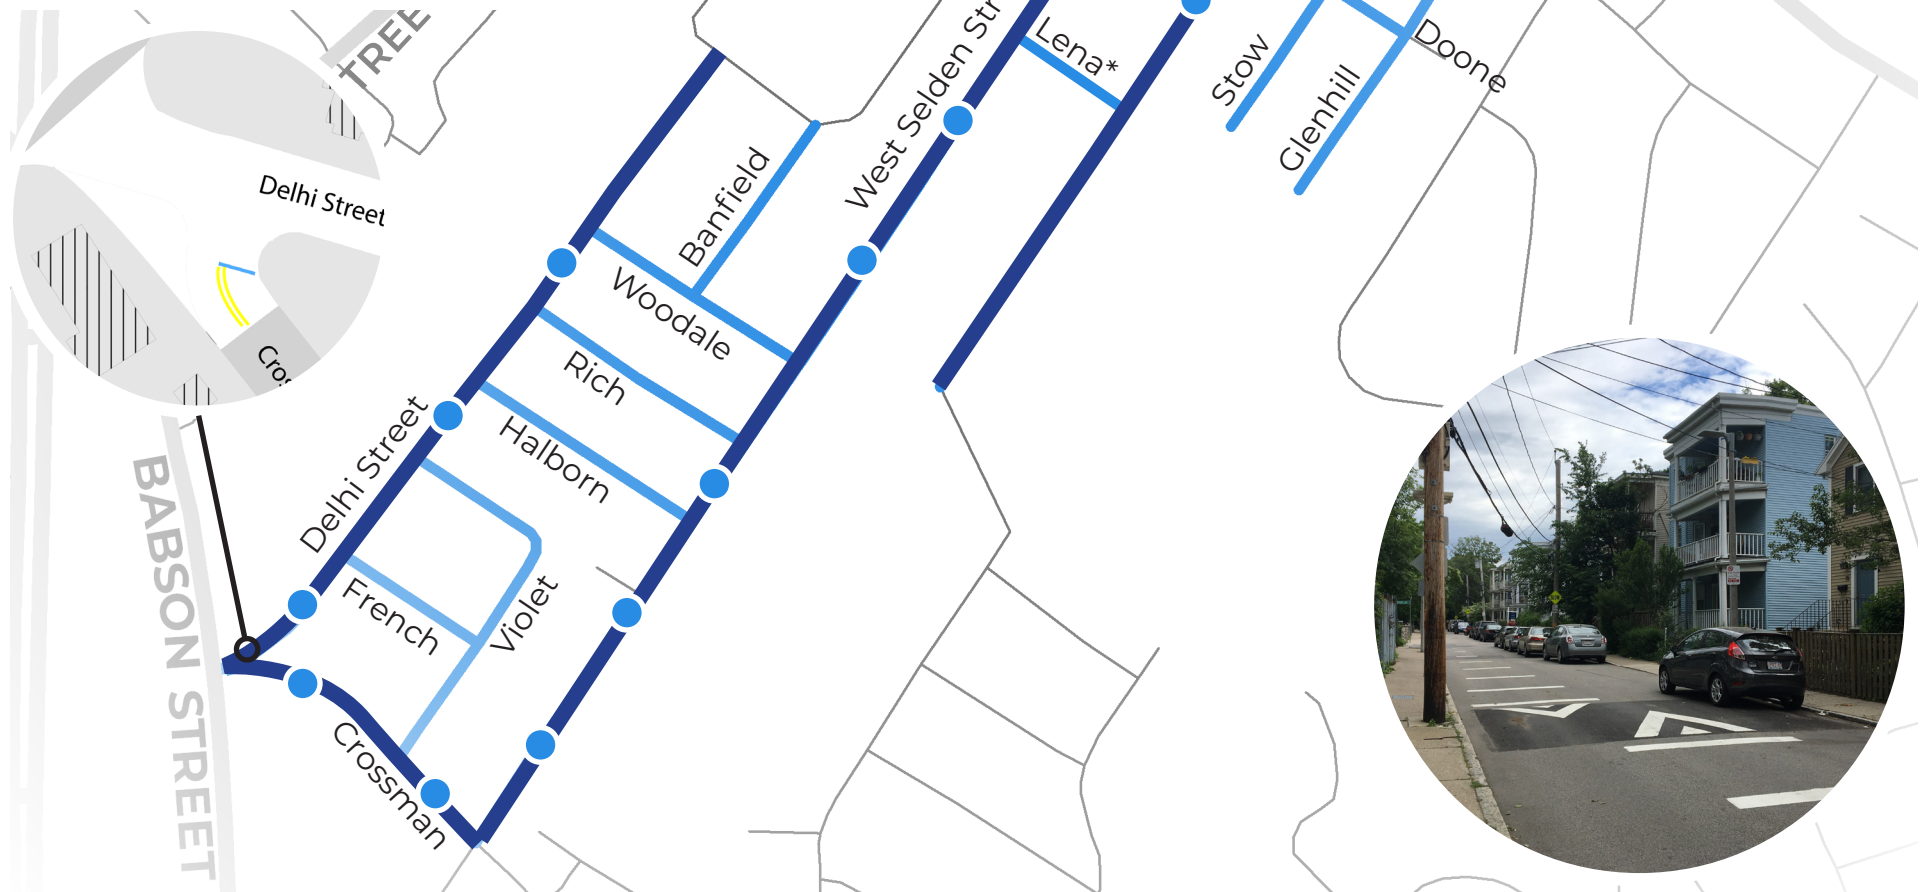 TREE
Delhi Street
Cros
BABSON STREET
Delhi Street
Banfield
Woodale
Rich
Halborn
French
Violet
Crossman
West Selden Str
Lena*
Stow
Glenhill
Doone